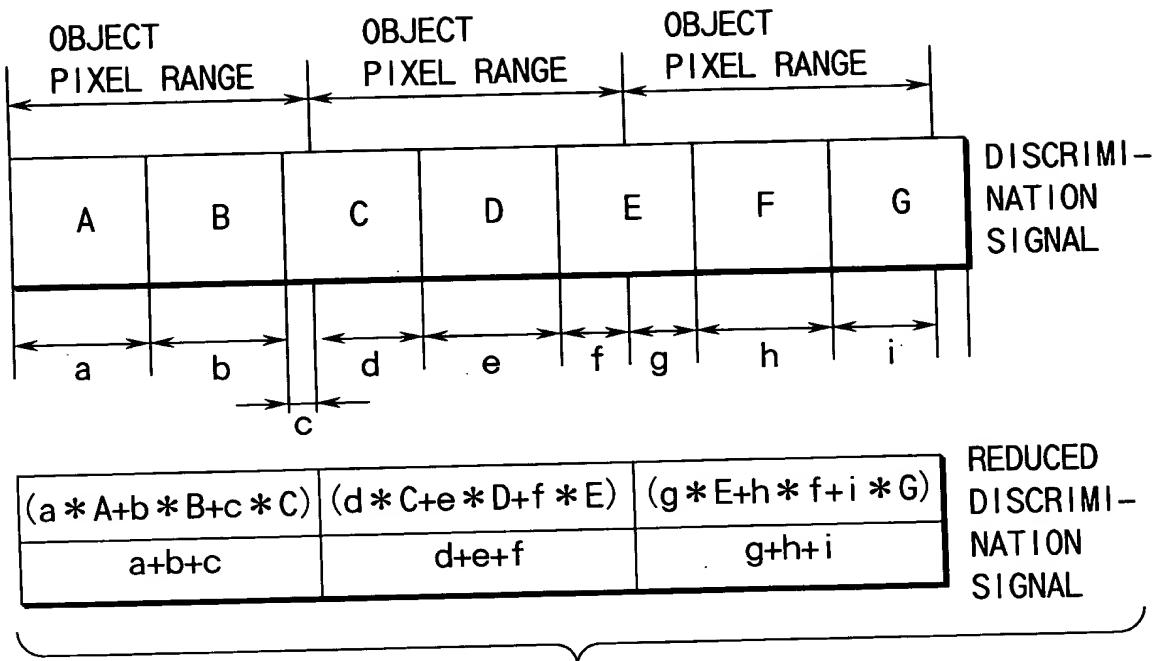 OBJECT
PIXEL RANGE
OBJECT
PIXEL RANGE
OBJECT
PIXEL RANGE
A B C D E F G
DISCRIMI-
NATION
SIGNAL
a b c d e f g h i
(a*A+b*B+c*C) (d*C+e*D+f*E) (g*E+h*f+i*G)
a+b+c d+e+f g+h+i
REDUCED
DISCRIMI-
NATION
SIGNAL